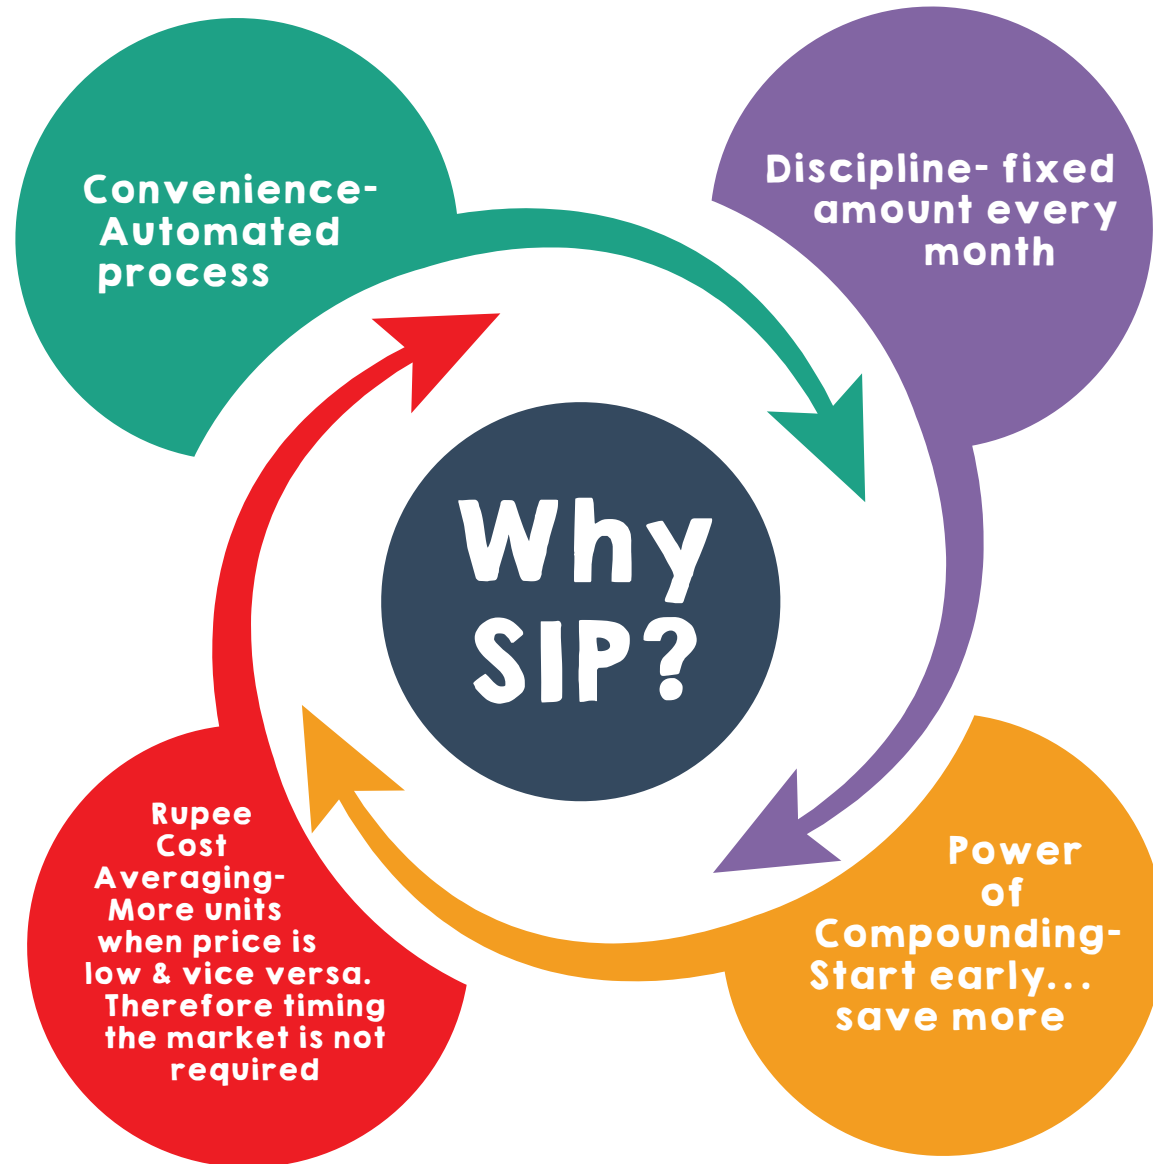 Convenience-
Automated
process
Discipline- fixed
amount every
month
Why
SIP?
Rupee
Cost
Averaging-
More units
when price is
low & vice versa.
Therefore timing
the market is not
required
Power
of
Compounding-
Start early...
save more